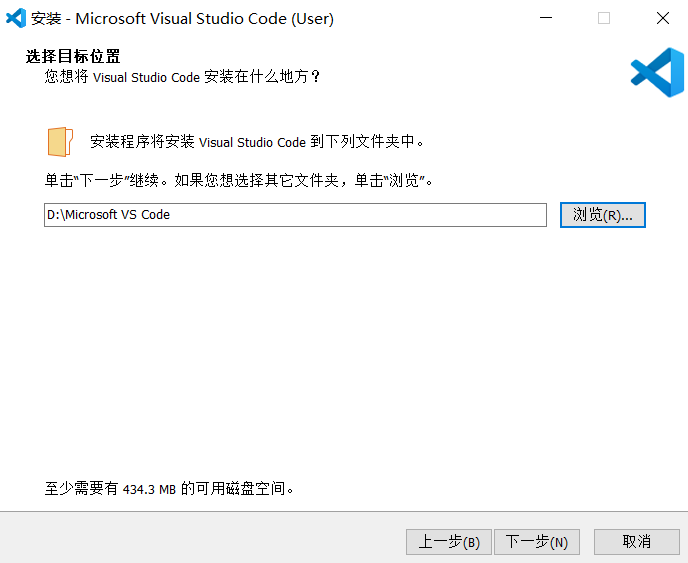 安装 - Microsoft Visual Studio Code (User)
选择目标位置
您想将 Visual Studio Code 安装在什么地方？
安装程序将安装 Visual Studio Code 到下列文件夹中。
单击“下一步”继续。如果您想选择其它文件夹，单击“浏览”。
D:\Microsoft VS Code
浏览(R)...
至少需要有 434.3 MB 的可用磁盘空间。
上一步(B)
下一步(N)
取消